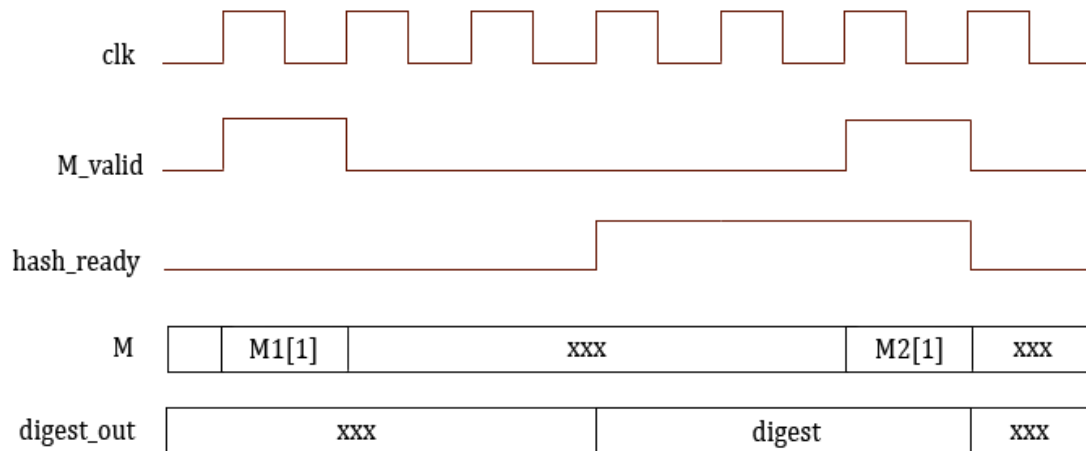 clk
M_valid
hash_ready
M M1[1] xxx M2[1] xxx
digest_out xxx digest xxx